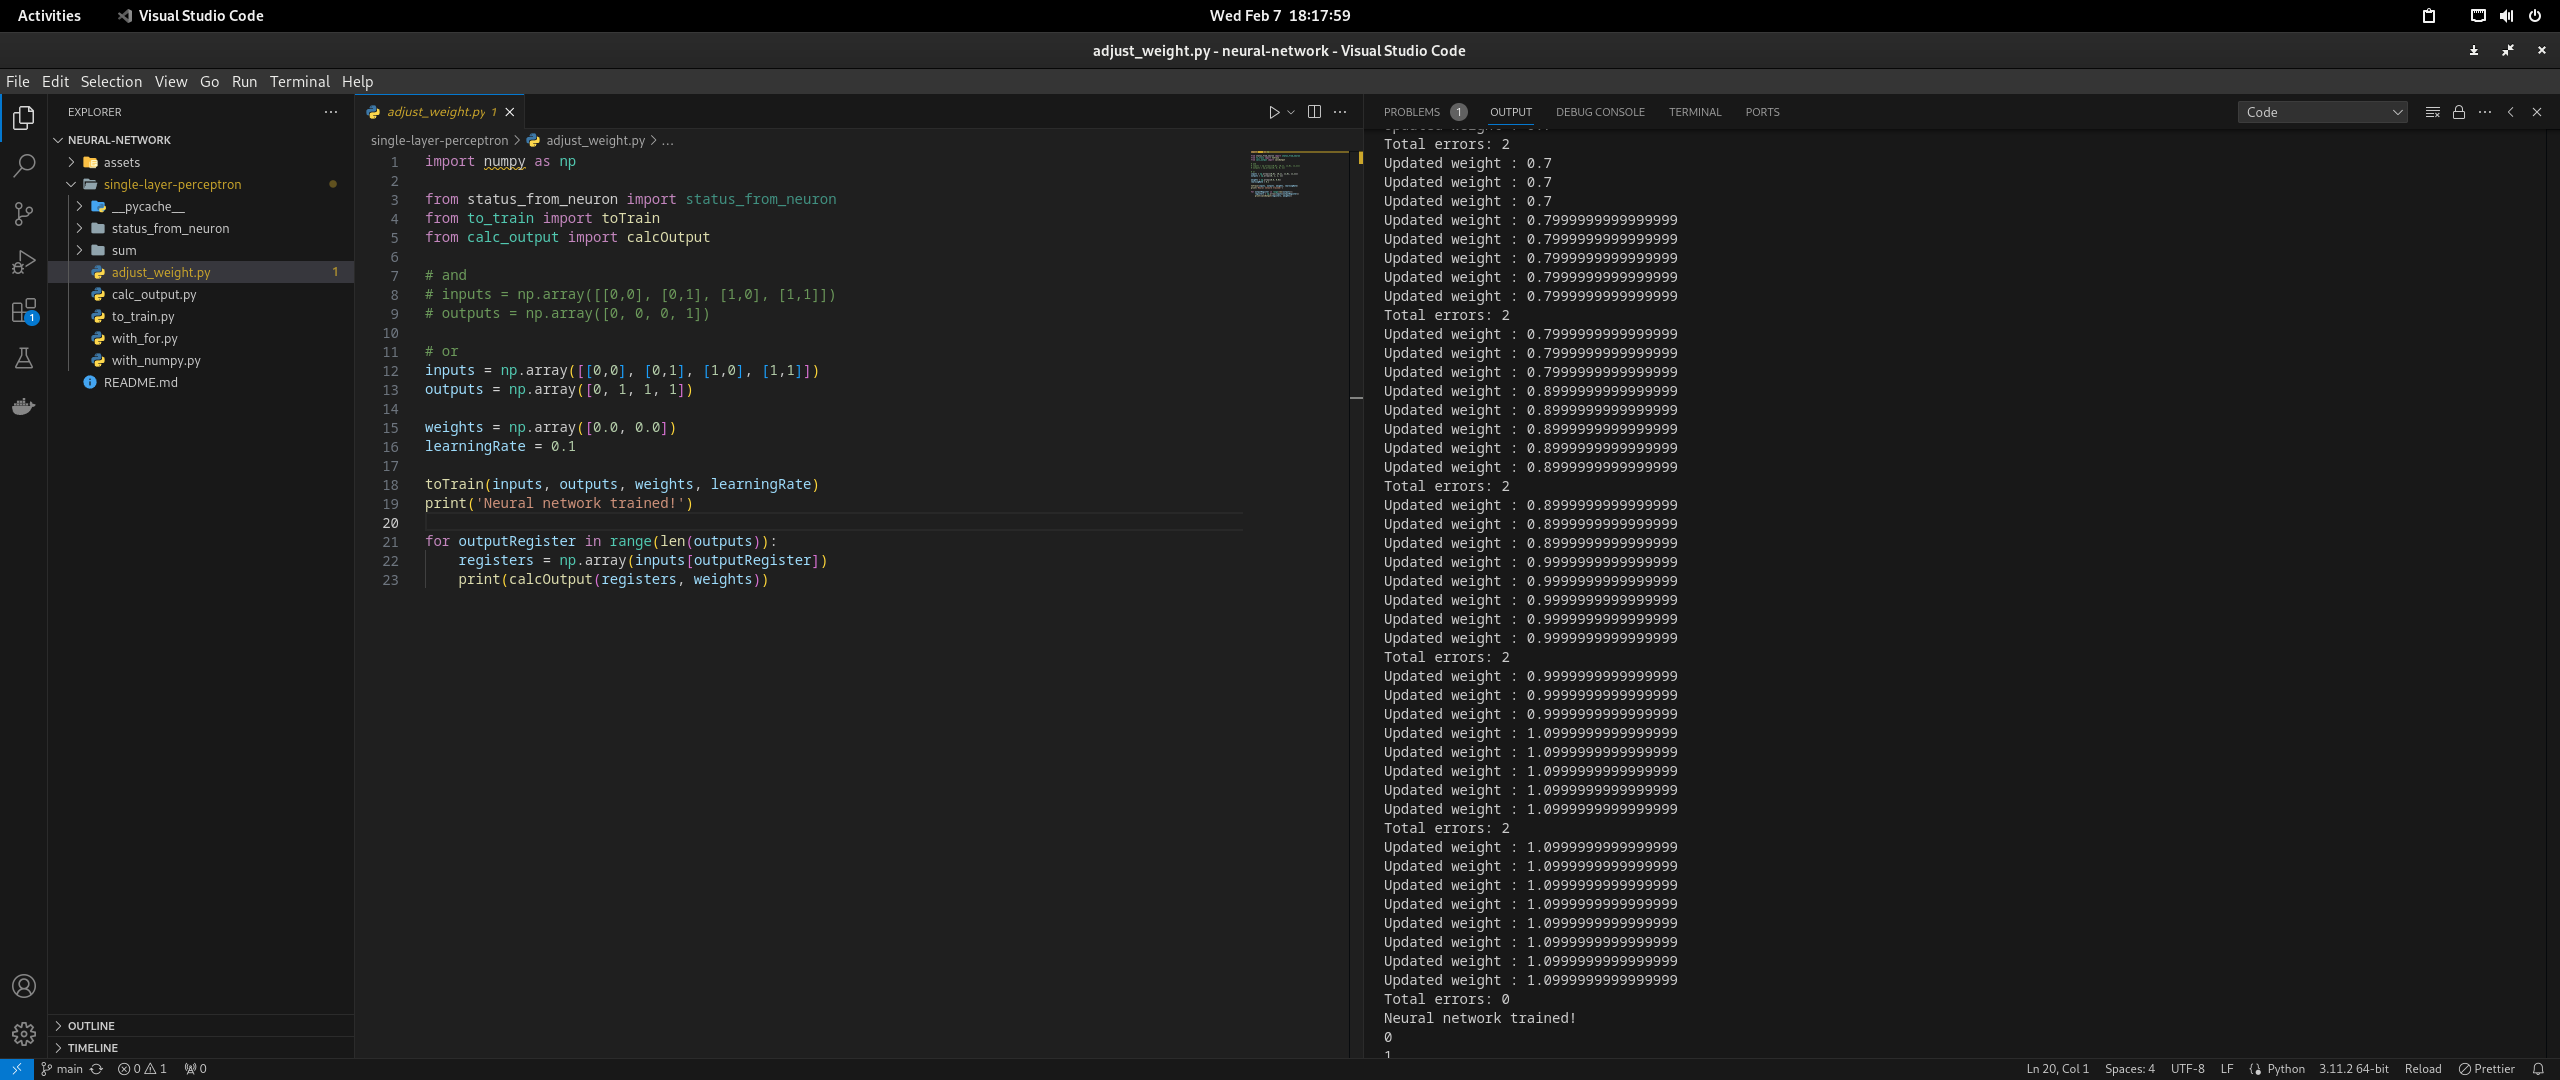 Activities Visual Studio Code Wed Feb 7 18:17:59
adjust_weight.py - neural-network - Visual Studio Code
File Edit Selection View Go Run Terminal Help
EXPLORER
NEURAL-NETWORK
assets
single-layer-perceptron
__pycache__
status_from_neuron
sum
adjust_weight.py 1
calc_output.py
to_train.py
with_for.py
with_numpy.py
README.md
OUTLINE
TIMELINE
1
adjust_weight.py 1
single-layer-perceptron > adjust_weight.py > ...
1 import numpy as np
2
3 from status_from_neuron import status_from_neuron
4 from to_train import toTrain
5 from calc_output import calcOutput
6
7 # and
8 # inputs = np.array([[0,0], [0,1], [1,0], [1,1]])
9 # outputs = np.array([0, 0, 0, 1])
10
11 # or
12 inputs = np.array([[0,0], [0,1], [1,0], [1,1]])
13 outputs = np.array([0, 1, 1, 1])
14
15 weights = np.array([0.0, 0.0])
16 learningRate = 0.1
17
18 toTrain(inputs, outputs, weights, learningRate)
19 print('Neural network trained!')
20
21 for outputRegister in range(len(outputs)):
22 registers = np.array(inputs[outputRegister])
23 print(calcOutput(registers, weights))
PROBLEMS 1 OUTPUT DEBUG CONSOLE TERMINAL PORTS Code
Total errors: 2
Updated weight : 0.7
Updated weight : 0.7
Updated weight : 0.7
Updated weight : 0.7999999999999999
Updated weight : 0.7999999999999999
Updated weight : 0.7999999999999999
Updated weight : 0.7999999999999999
Updated weight : 0.7999999999999999
Total errors: 2
Updated weight : 0.7999999999999999
Updated weight : 0.7999999999999999
Updated weight : 0.7999999999999999
Updated weight : 0.8999999999999999
Updated weight : 0.8999999999999999
Updated weight : 0.8999999999999999
Updated weight : 0.8999999999999999
Updated weight : 0.8999999999999999
Total errors: 2
Updated weight : 0.8999999999999999
Updated weight : 0.8999999999999999
Updated weight : 0.8999999999999999
Updated weight : 0.9999999999999999
Updated weight : 0.9999999999999999
Updated weight : 0.9999999999999999
Updated weight : 0.9999999999999999
Updated weight : 0.9999999999999999
Total errors: 2
Updated weight : 0.9999999999999999
Updated weight : 0.9999999999999999
Updated weight : 0.9999999999999999
Updated weight : 1.0999999999999999
Updated weight : 1.0999999999999999
Updated weight : 1.0999999999999999
Updated weight : 1.0999999999999999
Updated weight : 1.0999999999999999
Total errors: 2
Updated weight : 1.0999999999999999
Updated weight : 1.0999999999999999
Updated weight : 1.0999999999999999
Updated weight : 1.0999999999999999
Updated weight : 1.0999999999999999
Updated weight : 1.0999999999999999
Updated weight : 1.0999999999999999
Updated weight : 1.0999999999999999
Total errors: 0
Neural network trained!
0
1
main 0 1 0 Ln 20, Col 1 Spaces: 4 UTF-8 LF Python 3.11.2 64-bit Reload Prettier